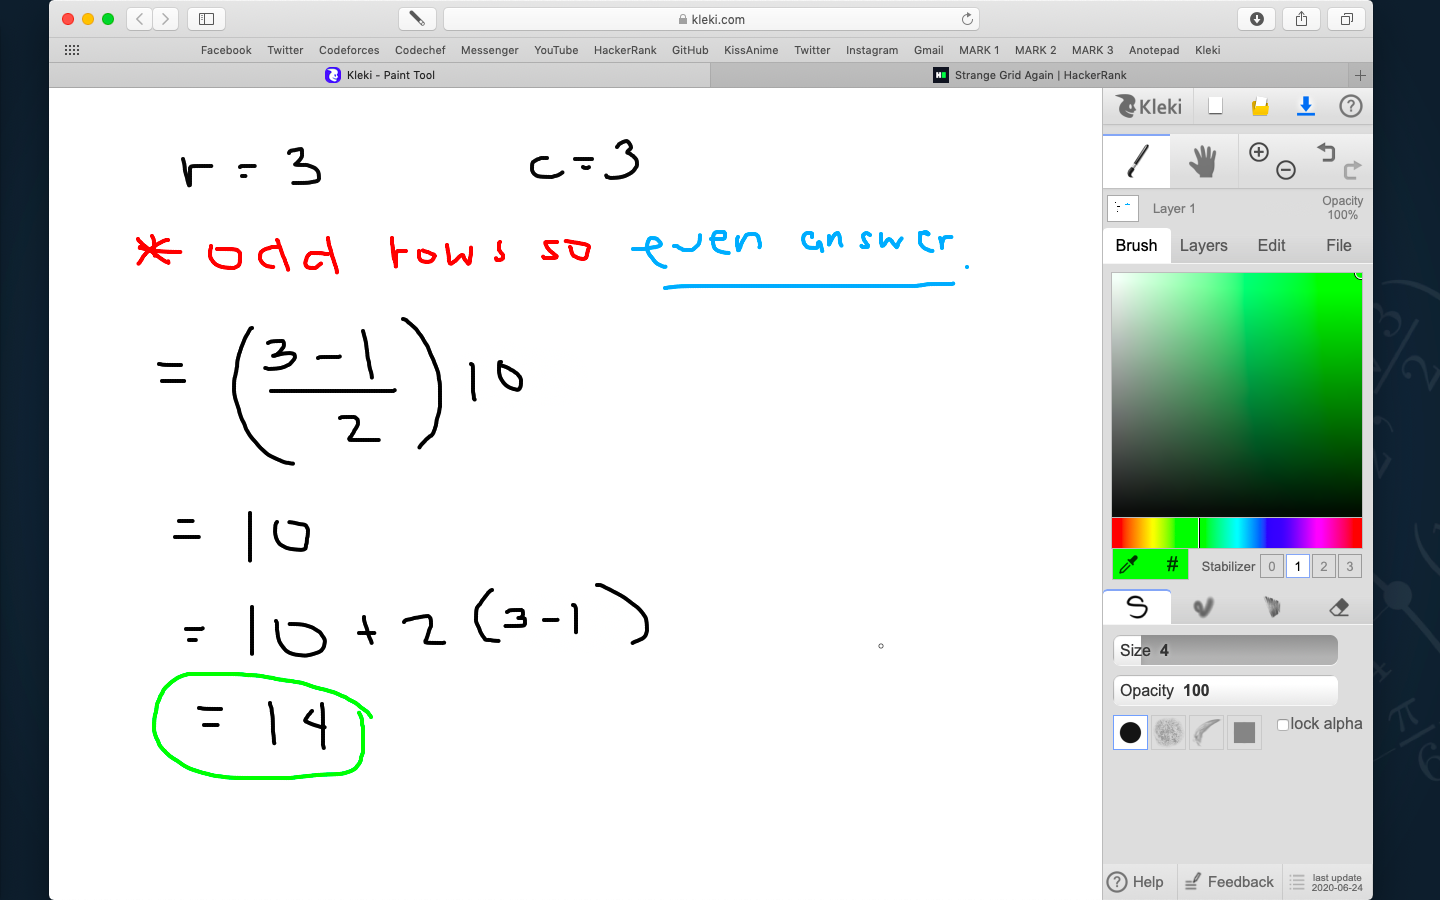 kleki.com
Facebook Twitter Codeforces Codechef Messenger YouTube HackerRank GitHub KissAnime Twitter Instagram Gmail MARK 1 MARK 2 MARK 3 Anotepad Kleki
Kleki - Paint Tool
Strange Grid Again | HackerRank
Kleki
Layer 1
Opacity
100%
Brush Layers Edit File
# Stabilizer 0 1 2 3
Size 4
Opacity 100
lock alpha
Help Feedback last update
2020-06-24
r = 3 c = 3
* odd rows so even answer.
= (3 - 1 / 2) 10
= 10
= 10 + 2 (3 - 1)
= 14